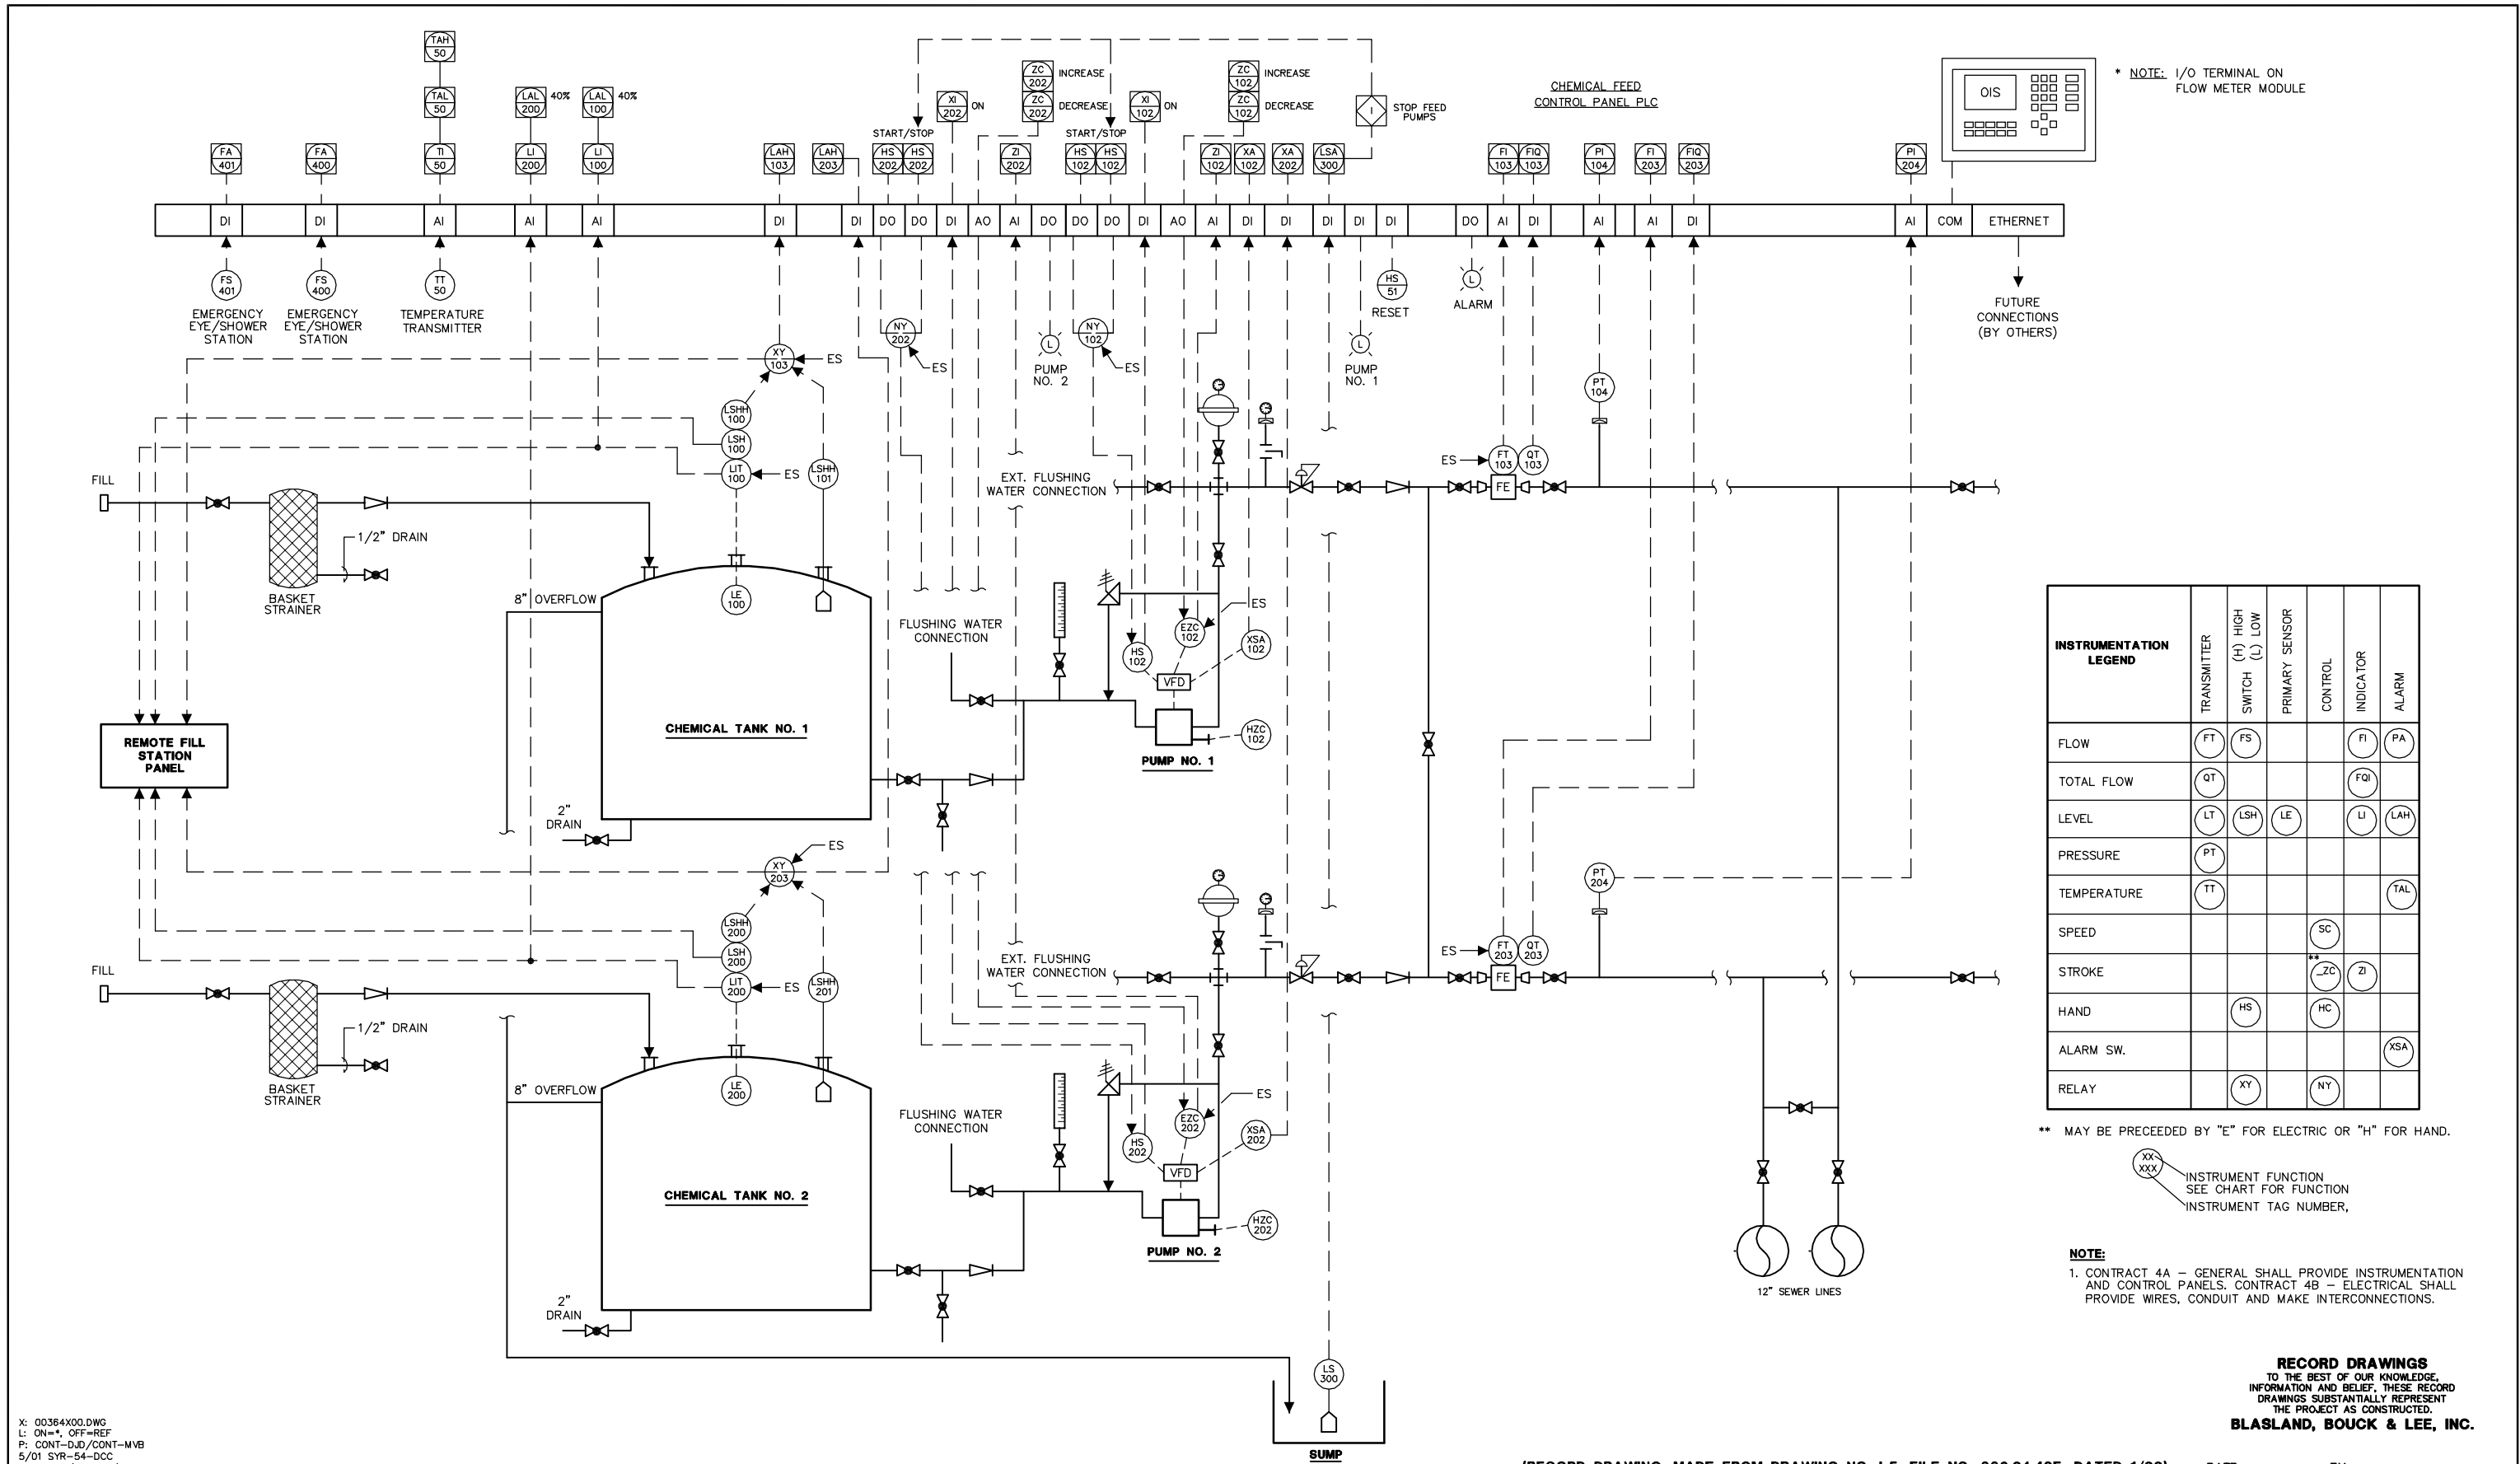 TAH
50
TAL
50
LAL
200
40%
LAL
100
40%
XI
202
ON
ZC
202
INCREASE
ZC
202
DECREASE
XI
102
ON
ZC
102
INCREASE
ZC
102
DECREASE
I
STOP FEED
PUMPS
CHEMICAL FEED
CONTROL PANEL PLC
OIS
* NOTE: I/O TERMINAL ON
FLOW METER MODULE
START/STOP
START/STOP
FA
401
FA
400
TI
50
LI
200
LI
100
LAH
103
LAH
203
HS
202
HS
202
ZI
202
HS
102
HS
102
ZI
102
XA
102
XA
202
LSA
300
FI
103
FIQ
103
PI
104
FI
203
FIQ
203
PI
204
DI DI AI AI AI DI DI DO DO DI AO AI DO DO DO DI AO AI DI DI DI DI DI DO AI DI AI AI DI AI COM ETHERNET
FS
401
EMERGENCY
EYE/SHOWER
STATION
FS
400
EMERGENCY
EYE/SHOWER
STATION
TT
50
TEMPERATURE
TRANSMITTER
HS
51
RESET
L
ALARM
FUTURE
CONNECTIONS
(BY OTHERS)
NY
202
ES
L
PUMP
NO. 2
NY
102
ES
L
PUMP
NO. 1
XY
103
ES
PT
104
LSHH
100
LSH
100
LIT
100
ES
LSHH
101
FILL
EXT. FLUSHING
WATER CONNECTION
ES
FT
103
QT
103
FE
1/2" DRAIN
BASKET
STRAINER
8" OVERFLOW
LE
100
FLUSHING WATER
CONNECTION
ES
EZC
102
HS
102
XSA
102
VFD
HZC
102
PUMP NO. 1
CHEMICAL TANK NO. 1
REMOTE FILL
STATION
PANEL
2"
DRAIN
XY
203
ES
PT
204
LSHH
200
LSH
200
LIT
200
ES
LSHH
201
FILL
EXT. FLUSHING
WATER CONNECTION
ES
FT
203
QT
203
FE
1/2" DRAIN
BASKET
STRAINER
8" OVERFLOW
LE
200
FLUSHING WATER
CONNECTION
ES
EZC
202
HS
202
XSA
202
VFD
HZC
202
PUMP NO. 2
CHEMICAL TANK NO. 2
2"
DRAIN
12" SEWER LINES
LS
300
SUMP
INSTRUMENTATION
LEGEND
TRANSMITTER
SWITCH (H) HIGH
(L) LOW
PRIMARY SENSOR
CONTROL
INDICATOR
ALARM
FLOW FT FS FI PA
TOTAL FLOW QT FQI
LEVEL LT LSH LE LI LAH
PRESSURE PT
TEMPERATURE TT TAL
SPEED SC
STROKE ** _ZC ZI
HAND HS HC
ALARM SW. XSA
RELAY XY NY
** MAY BE PRECEEDED BY "E" FOR ELECTRIC OR "H" FOR HAND.
XX
XXX
INSTRUMENT FUNCTION
SEE CHART FOR FUNCTION
INSTRUMENT TAG NUMBER,
NOTE:
1. CONTRACT 4A – GENERAL SHALL PROVIDE INSTRUMENTATION
AND CONTROL PANELS. CONTRACT 4B – ELECTRICAL SHALL
PROVIDE WIRES, CONDUIT AND MAKE INTERCONNECTIONS.
RECORD DRAWINGS
TO THE BEST OF OUR KNOWLEDGE,
INFORMATION AND BELIEF, THESE RECORD
DRAWINGS SUBSTANTIALLY REPRESENT
THE PROJECT AS CONSTRUCTED.
BLASLAND, BOUCK & LEE, INC.
X: 00364X00.DWG
L: ON=*, OFF=REF
P: CONT-DJD/CONT-MVB
5/01 SYR-54-DCC